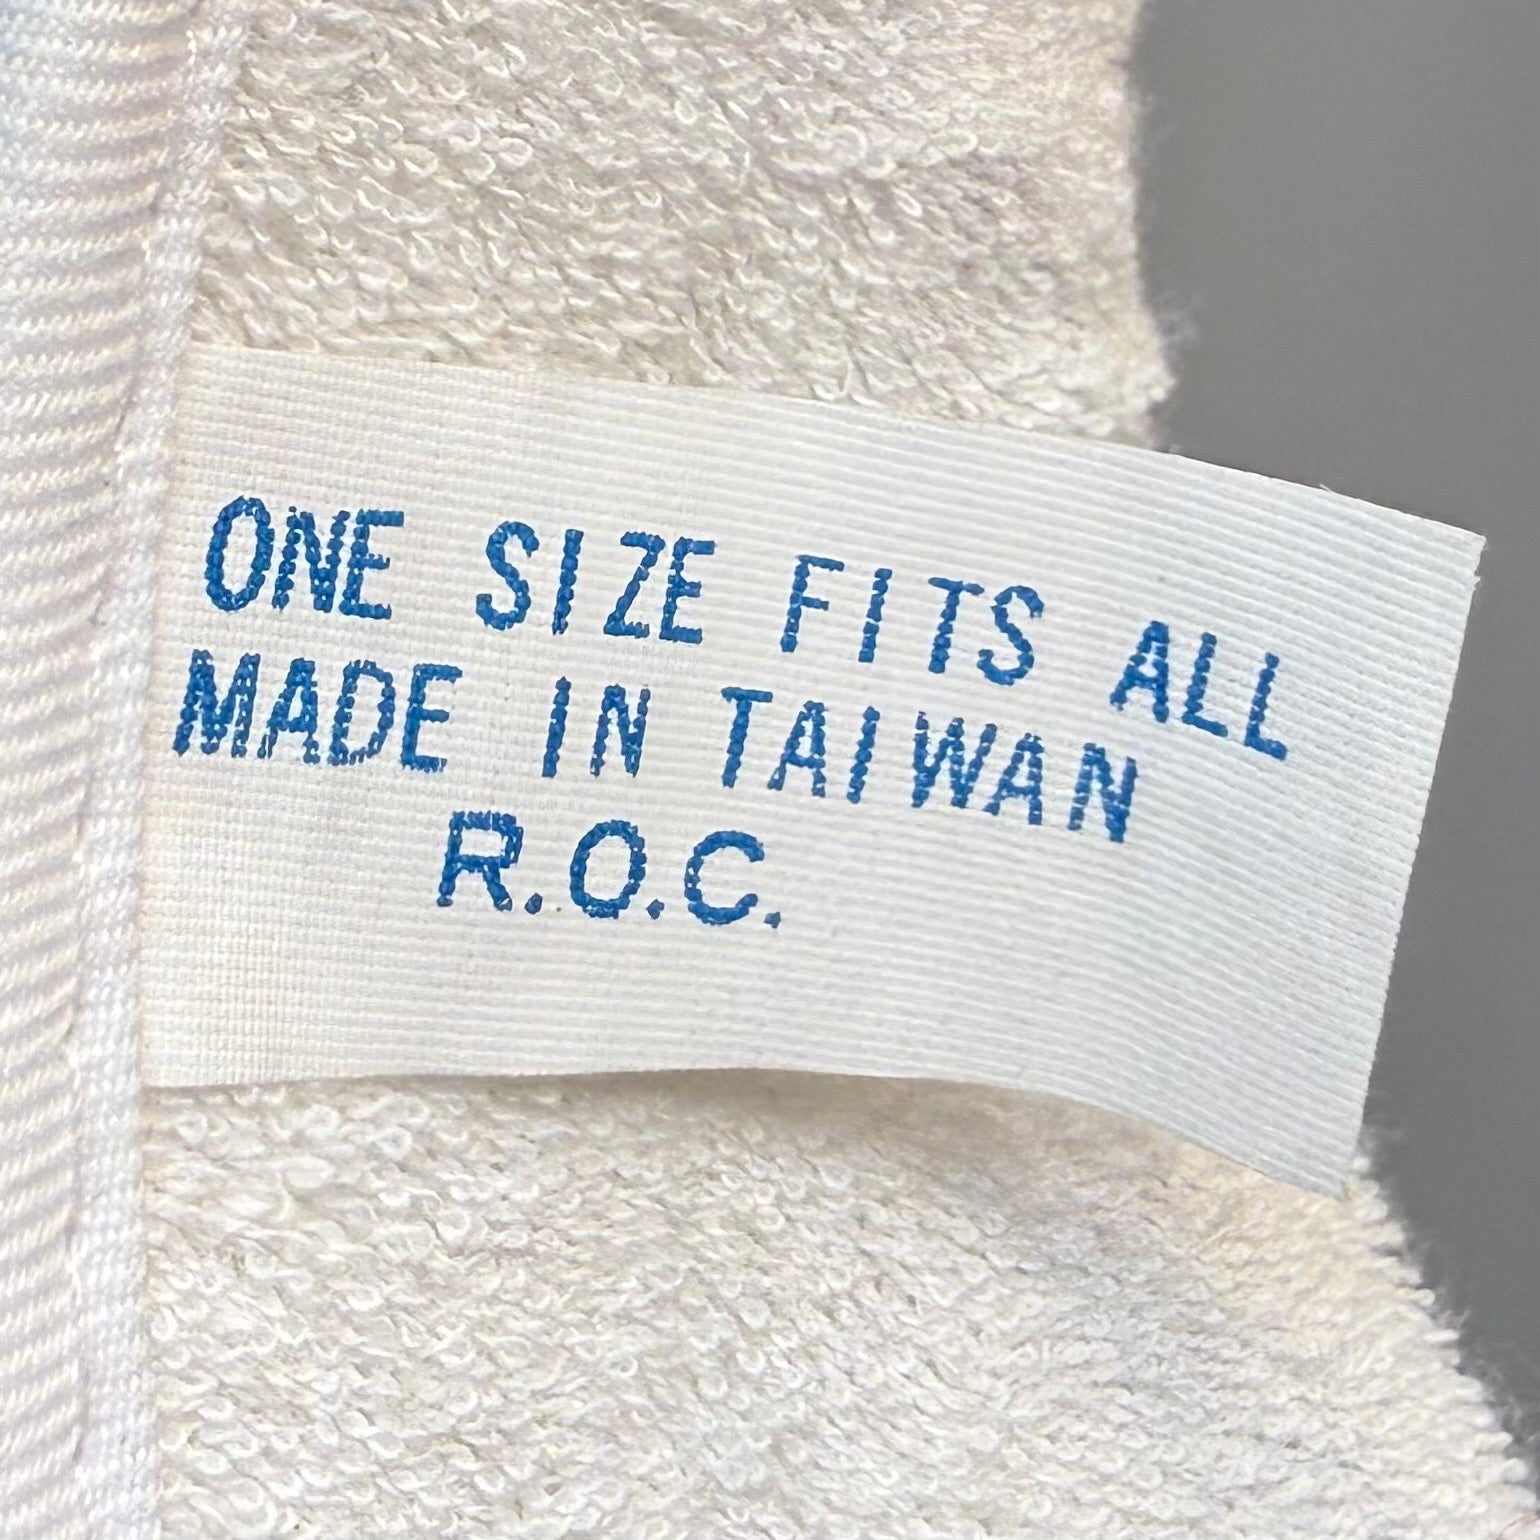 ONE SIZE FITS ALL
MADE IN TAIWAN
R.O.C.